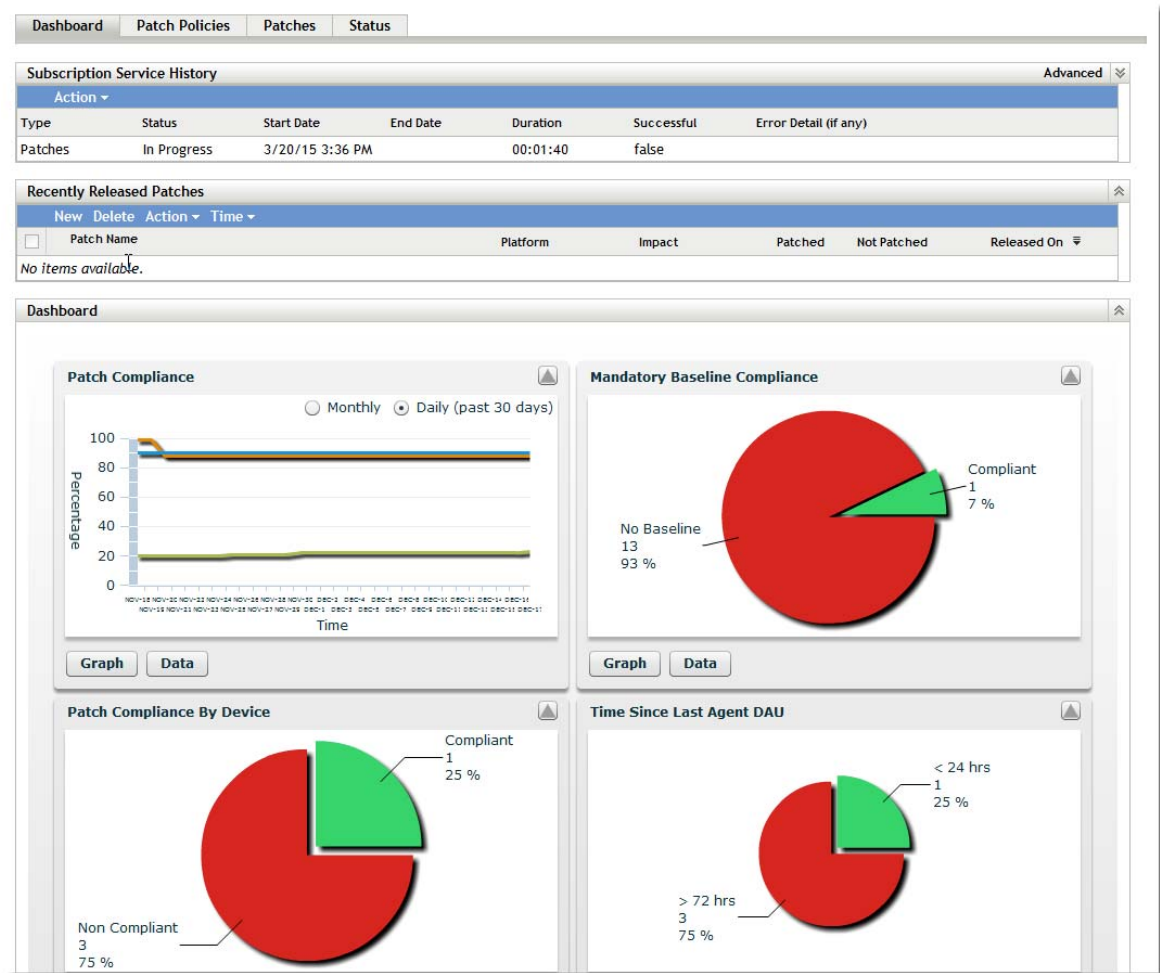 Dashboard Patch Policies Patches Status
Subscription Service History Advanced
Action
Type Status Start Date End Date Duration Successful Error Detail (if any)
Patches In Progress 3/20/15 3:36 PM 00:01:40 false
Recently Released Patches
New Delete Action Time
Patch Name Platform Impact Patched Not Patched Released On
No items available.
Dashboard
Patch Compliance
Monthly Daily (past 30 days)
100
80
60
40
20
0
Percentage
Time
Graph Data
Mandatory Baseline Compliance
Compliant
1
7 %
No Baseline
13
93 %
Graph Data
Patch Compliance By Device
Compliant
1
25 %
Non Compliant
3
75 %
Time Since Last Agent DAU
< 24 hrs
1
25 %
> 72 hrs
3
75 %